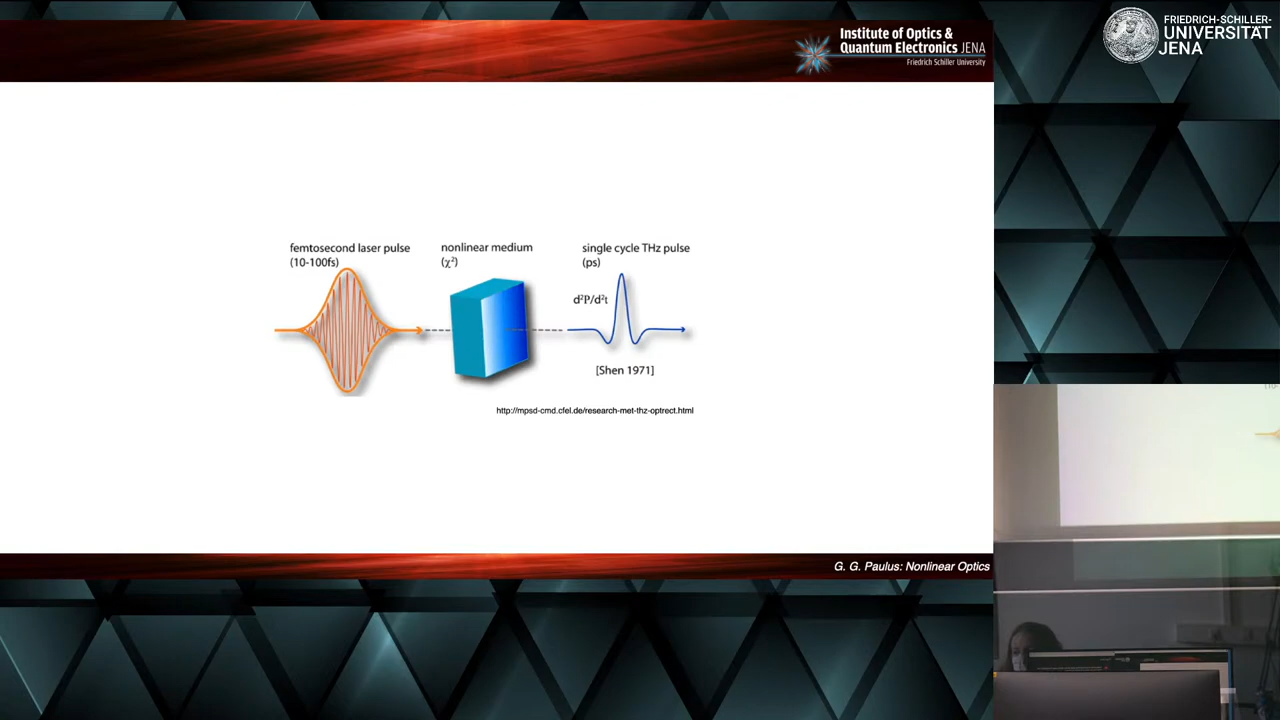 Institute of Optics &
Quantum Electronics JENA
Friedrich Schiller University
FRIEDRICH-SCHILLER-
UNIVERSITÄT
JENA
femtosecond laser pulse
(10-100fs)
nonlinear medium
(χ²)
single cycle THz pulse
(ps)
d²P/d²t
[Shen 1971]
http://mpsd-cmd.cfel.de/research-met-thz-optrect.html
G. G. Paulus: Nonlinear Optics